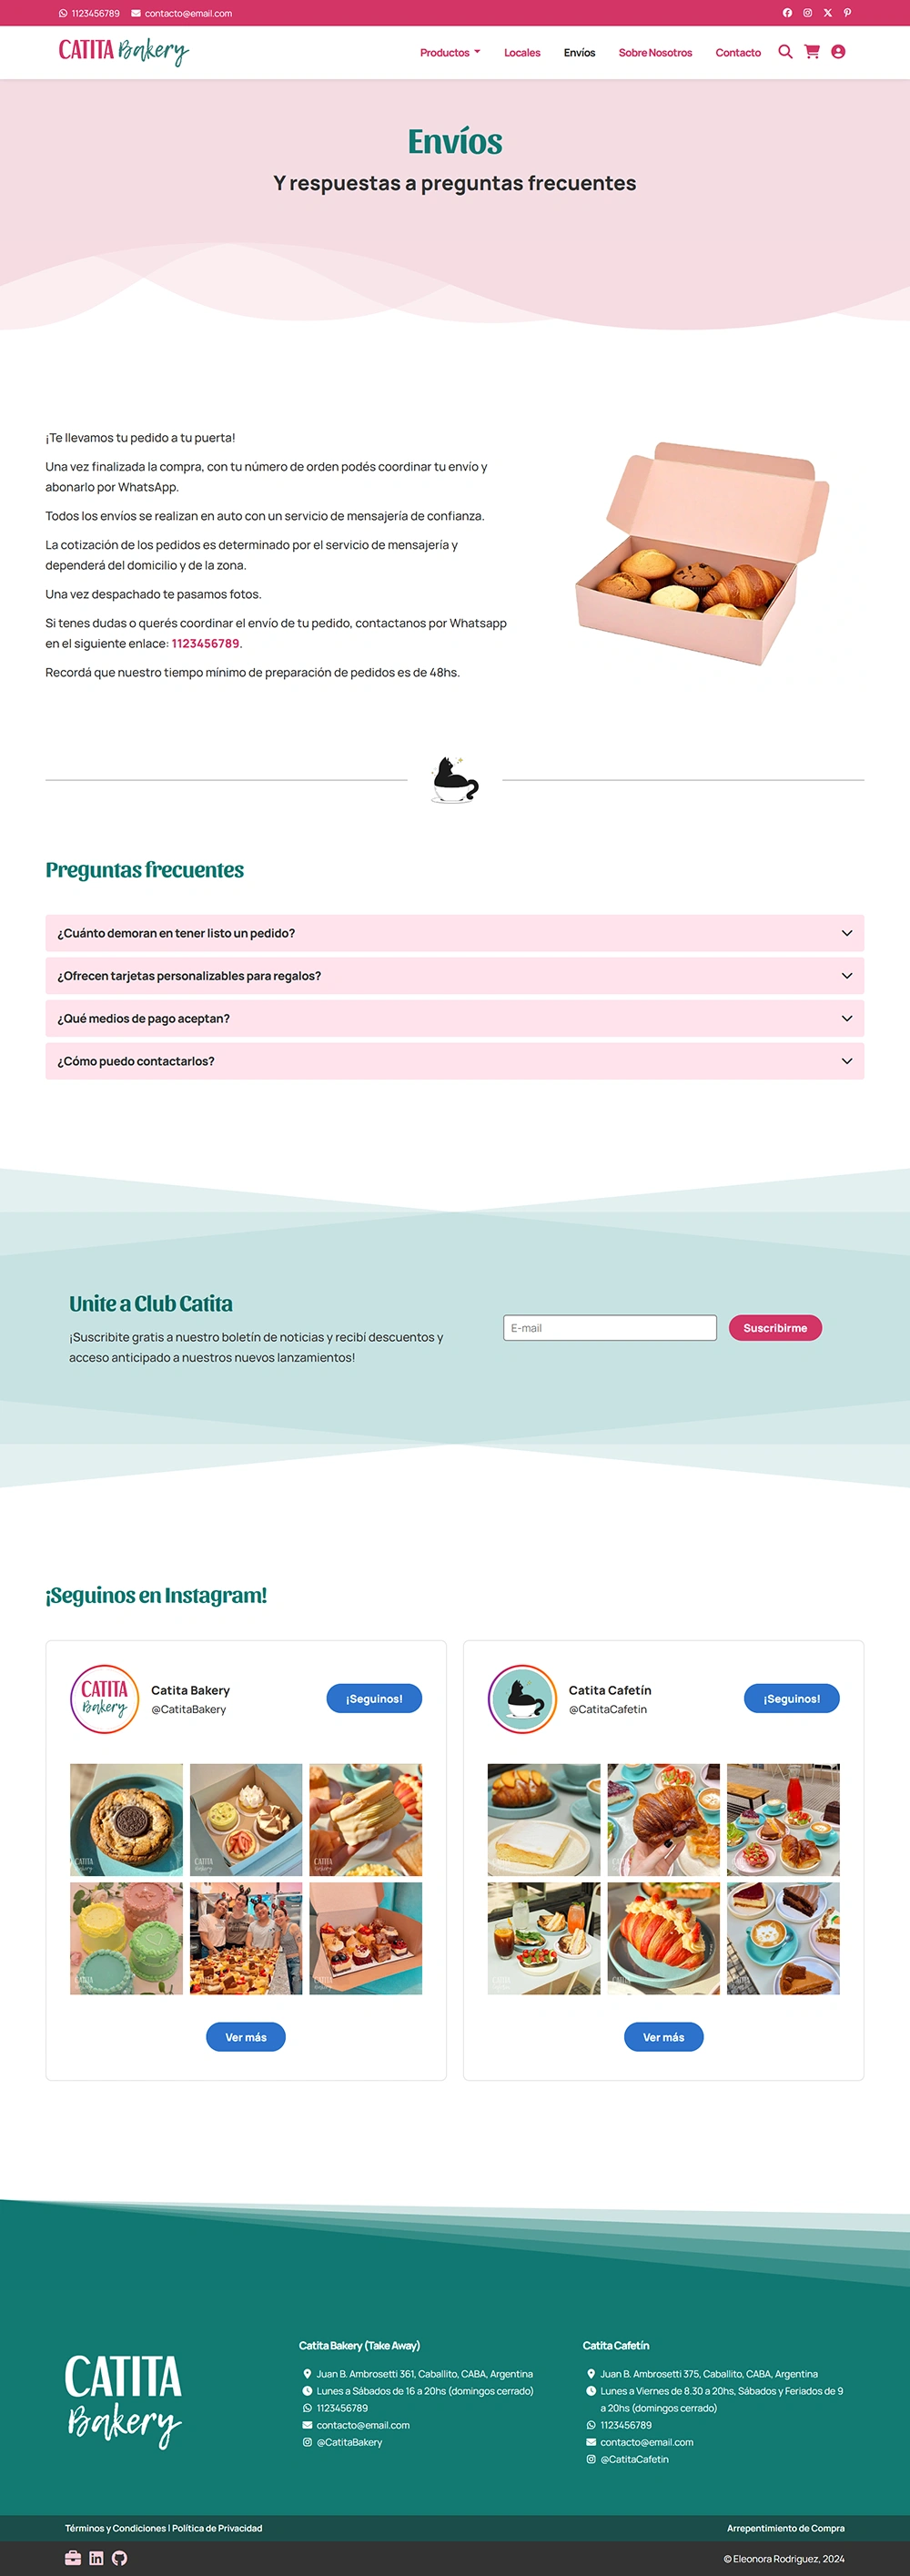 1123456789 contacto@email.com
CATITA Bakery
Productos Locales Envíos Sobre Nosotros Contacto
Envíos
Y respuestas a preguntas frecuentes
¡Te llevamos tu pedido a tu puerta!
Una vez finalizada la compra, con tu número de orden podés coordinar tu envío y
abonarlo por WhatsApp.
Todos los envíos se realizan en auto con un servicio de mensajería de confianza.
La cotización de los pedidos es determinado por el servicio de mensajería y
dependerá del domicilio y de la zona.
Una vez despachado te pasamos fotos.
Si tenes dudas o querés coordinar el envío de tu pedido, contactanos por Whatsapp
en el siguiente enlace: 1123456789.
Recordá que nuestro tiempo mínimo de preparación de pedidos es de 48hs.
Preguntas frecuentes
¿Cuánto demoran en tener listo un pedido?
¿Ofrecen tarjetas personalizables para regalos?
¿Qué medios de pago aceptan?
¿Cómo puedo contactarlos?
Unite a Club Catita
¡Suscribite gratis a nuestro boletín de noticias y recibí descuentos y
acceso anticipado a nuestros nuevos lanzamientos!
E-mail
Suscribirme
¡Seguinos en Instagram!
CATITA Bakery
Catita Bakery
@CatitaBakery
¡Seguinos!
Ver más
Catita Cafetín
@CatitaCafetin
¡Seguinos!
Ver más
CATITA
Bakery
Catita Bakery (Take Away)
Juan B. Ambrosetti 361, Caballito, CABA, Argentina
Lunes a Sábados de 16 a 20hs (domingos cerrado)
1123456789
contacto@email.com
@CatitaBakery
Catita Cafetín
Juan B. Ambrosetti 375, Caballito, CABA, Argentina
Lunes a Viernes de 8.30 a 20hs, Sábados y Feriados de 9
a 20hs (domingos cerrado)
1123456789
contacto@email.com
@CatitaCafetin
Términos y Condiciones | Política de Privacidad
Arrepentimiento de Compra
© Eleonora Rodriguez, 2024